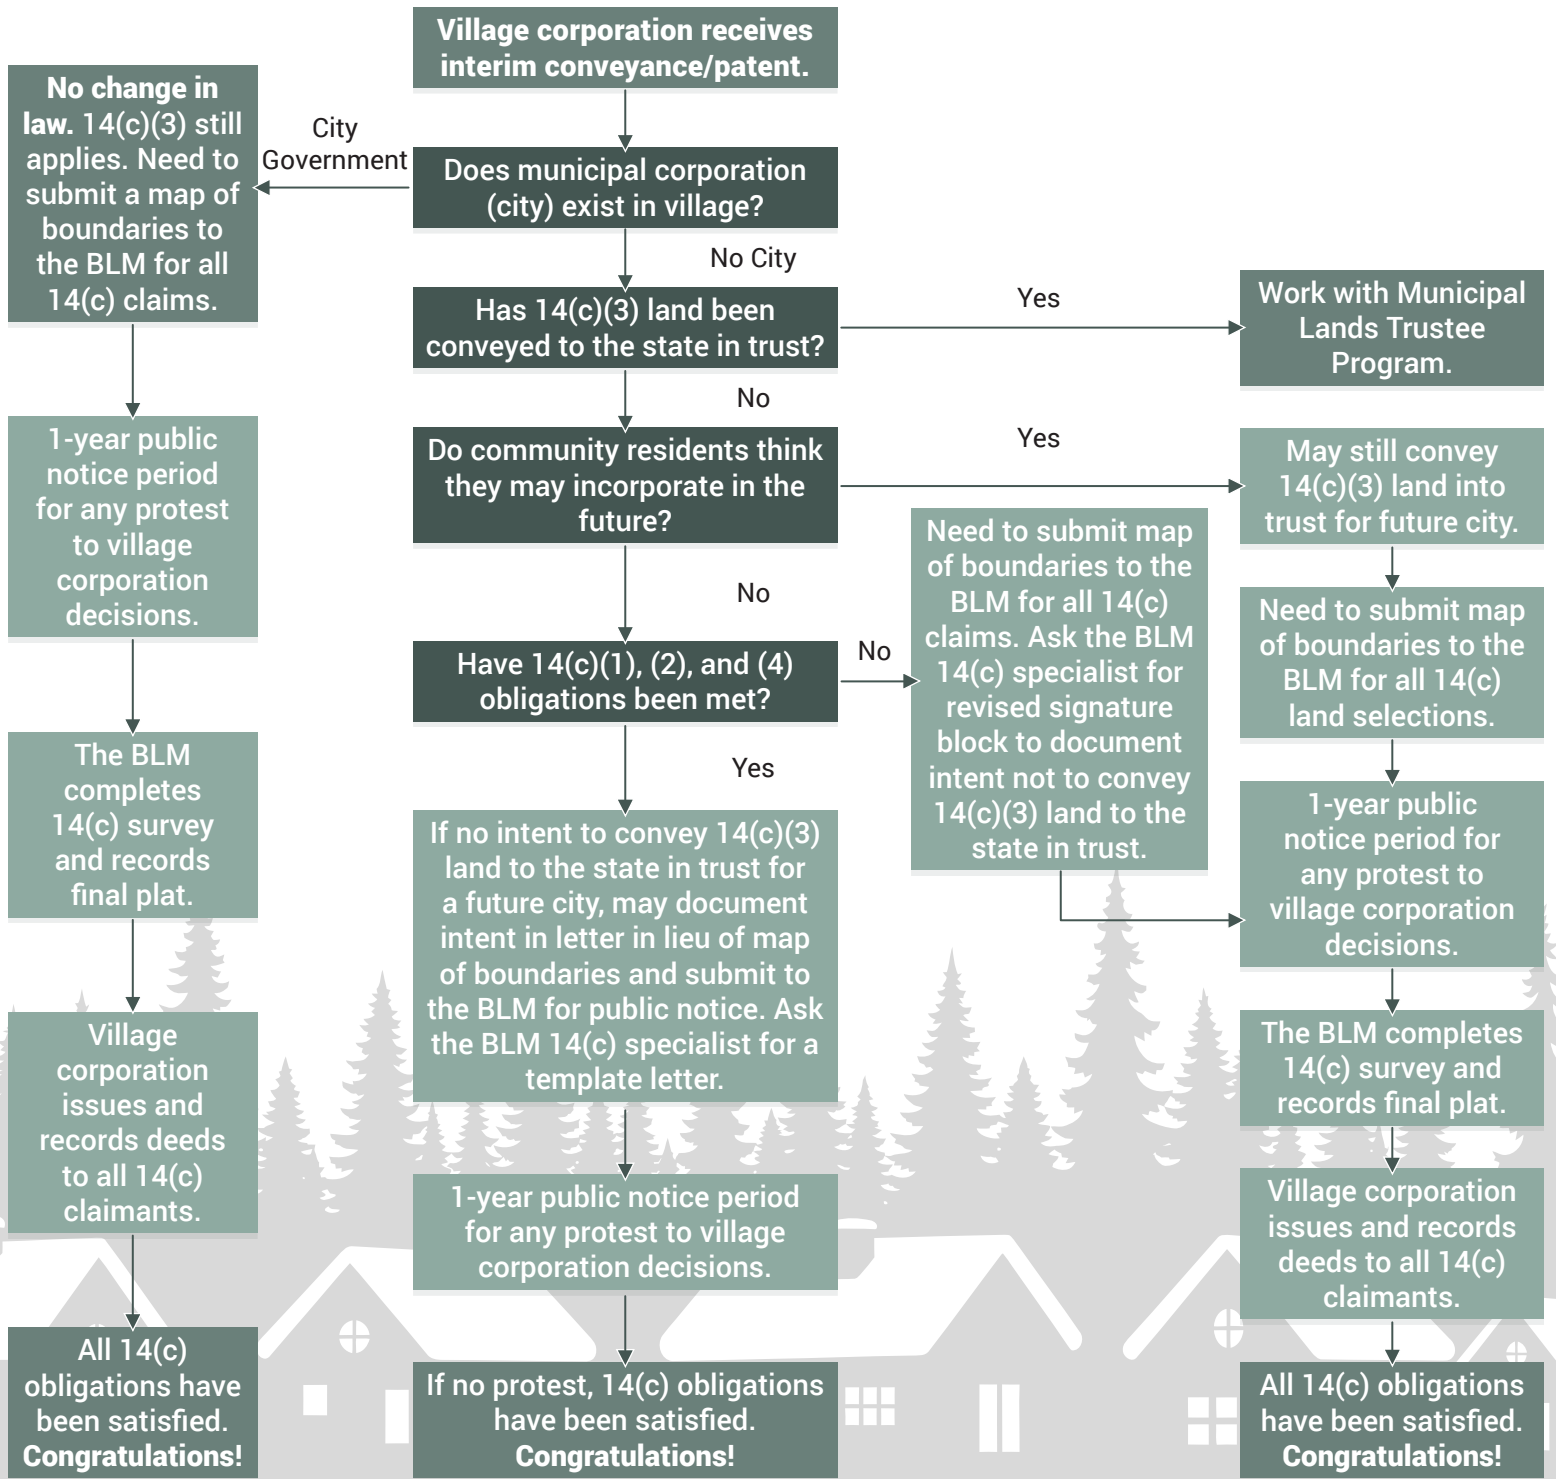 Village corporation receives
interim conveyance/patent.
No change in
law. 14(c)(3) still
applies. Need to
submit a map of
boundaries to
the BLM for all
14(c) claims.
City
Government
Does municipal corporation
(city) exist in village?
No City
Has 14(c)(3) land been
conveyed to the state in trust?
Yes
Work with Municipal
Lands Trustee
Program.
No
Do community residents think
they may incorporate in the
future?
Yes
May still convey
14(c)(3) land into
trust for future city.
1-year public
notice period
for any protest
to village
corporation
decisions.
No
Have 14(c)(1), (2), and (4)
obligations been met?
No
Need to submit map
of boundaries to the
BLM for all 14(c)
claims. Ask the BLM
14(c) specialist for
revised signature
block to document
intent not to convey
14(c)(3) land to the
state in trust.
Need to submit map
of boundaries to the
BLM for all 14(c)
land selections.
Yes
The BLM
completes
14(c) survey
and records
final plat.
If no intent to convey 14(c)(3)
land to the state in trust for
a future city, may document
intent in letter in lieu of map
of boundaries and submit to
the BLM for public notice. Ask
the BLM 14(c) specialist for a
template letter.
1-year public
notice period for
any protest to
village corporation
decisions.
Village
corporation
issues and
records deeds
to all 14(c)
claimants.
The BLM completes
14(c) survey and
records final plat.
1-year public notice period
for any protest to village
corporation decisions.
Village corporation
issues and records
deeds to all 14(c)
claimants.
All 14(c)
obligations have
been satisfied.
Congratulations!
If no protest, 14(c) obligations
have been satisfied.
Congratulations!
All 14(c) obligations
have been satisfied.
Congratulations!